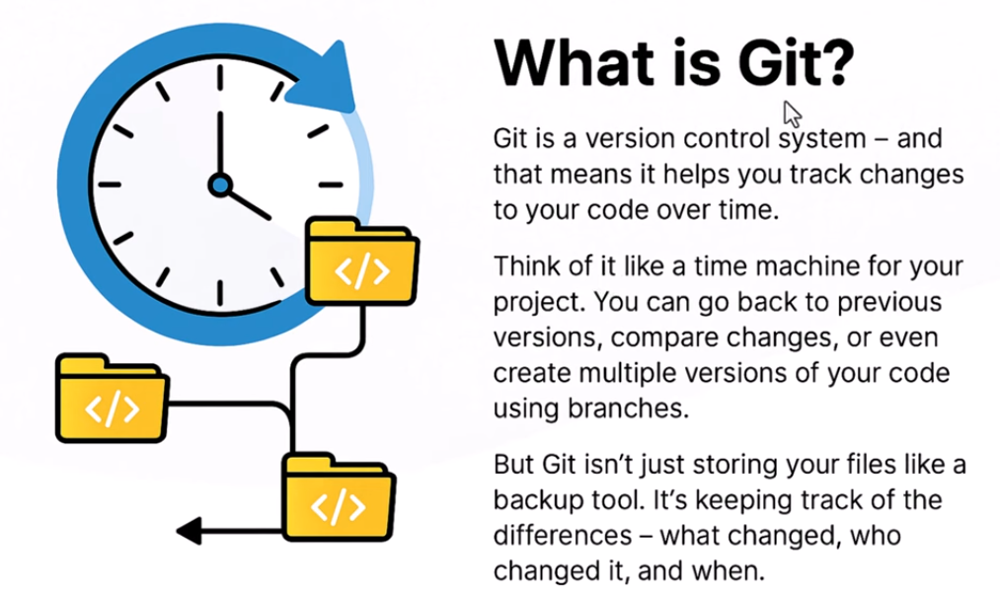 What is Git?
Git is a version control system – and
that means it helps you track changes
to your code over time.
Think of it like a time machine for your
project. You can go back to previous
versions, compare changes, or even
create multiple versions of your code
using branches.
But Git isn’t just storing your files like a
backup tool. It’s keeping track of the
differences – what changed, who
changed it, and when.
</>
</>
</>